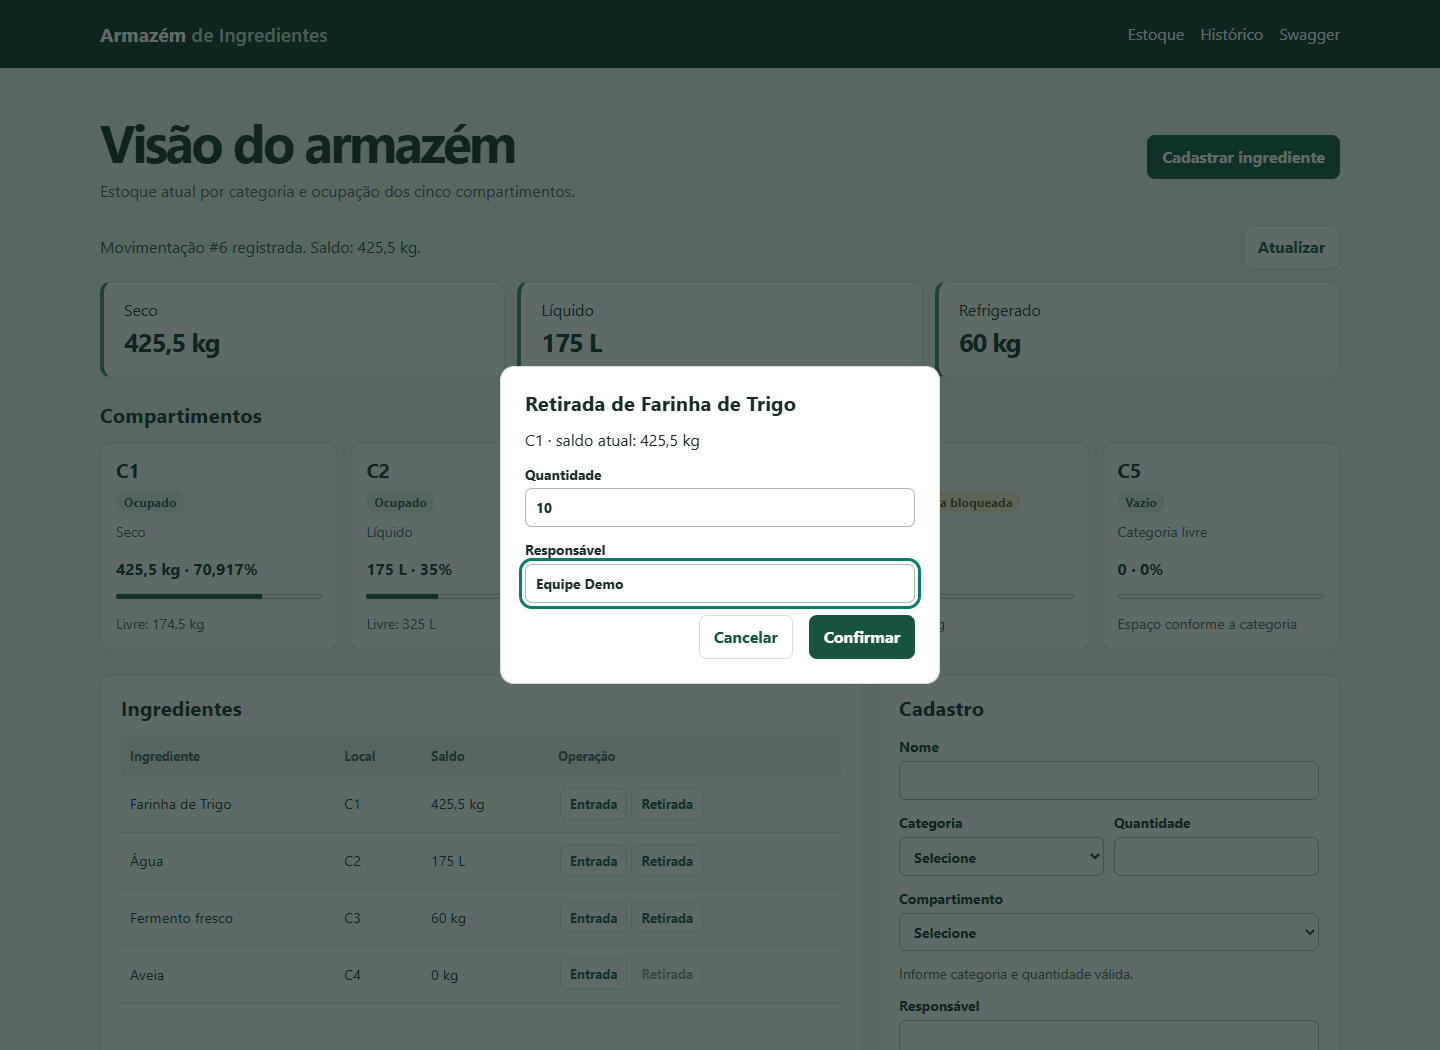 Armazém de Ingredientes
Estoque Histórico Swagger
Visão do armazém
Cadastrar ingrediente
Estoque atual por categoria e ocupação dos cinco compartimentos.
Movimentação #6 registrada. Saldo: 425,5 kg.
Atualizar
Seco
425,5 kg
Líquido
175 L
Refrigerado
60 kg
Compartimentos
C1
Ocupado
Seco
425,5 kg · 70,917%
Livre: 174,5 kg
C2
Ocupado
Líquido
175 L · 35%
Livre: 325 L
a bloqueada
g
C5
Vazio
Categoria livre
0 · 0%
Espaço conforme a categoria
Retirada de Farinha de Trigo
C1 · saldo atual: 425,5 kg
Quantidade
10
Responsável
Equipe Demo
Cancelar Confirmar
Ingredientes
Ingrediente Local Saldo Operação
Farinha de Trigo C1 425,5 kg Entrada Retirada
Água C2 175 L Entrada Retirada
Fermento fresco C3 60 kg Entrada Retirada
Aveia C4 0 kg Entrada Retirada
Cadastro
Nome
Categoria Quantidade
Selecione
Compartimento
Selecione
Informe categoria e quantidade válida.
Responsável